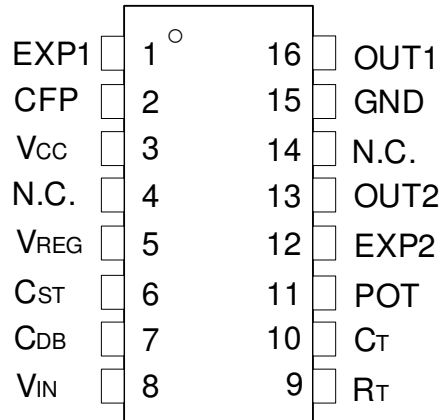 EXP1 1 16 OUT1
CFP 2 15 GND
VCC 3 14 N.C.
N.C. 4 13 OUT2
VREG 5 12 EXP2
CST 6 11 POT
CDB 7 10 CT
VIN 8 9 RT